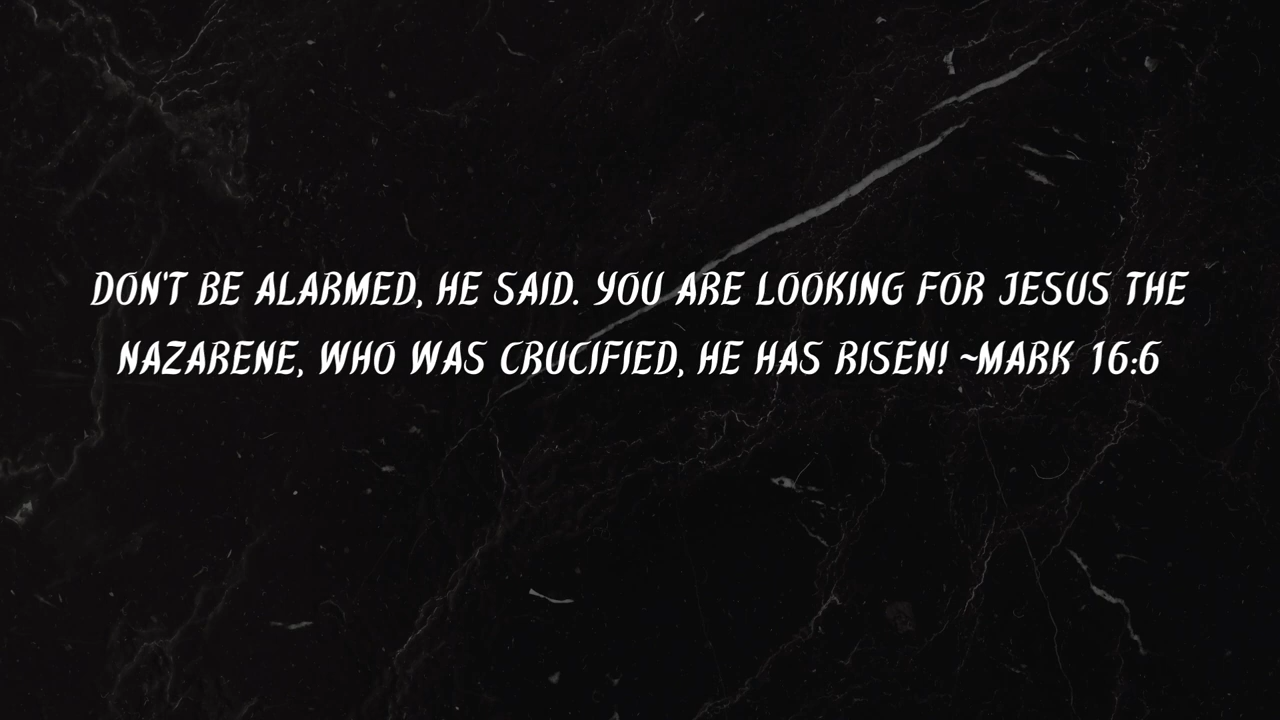 DON'T BE ALARMED, HE SAID. YOU ARE LOOKING FOR JESUS THE
NAZARENE, WHO WAS CRUCIFIED, HE HAS RISEN! ~MARK 16:6